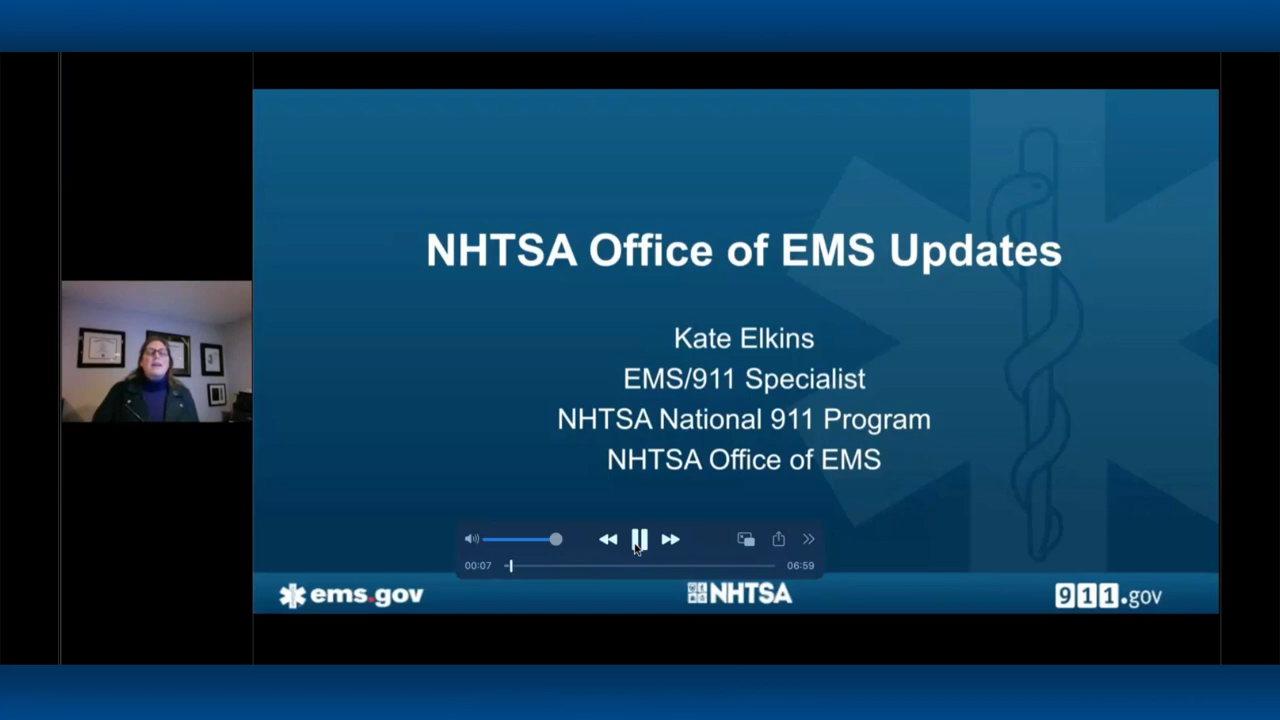 NHTSA Office of EMS Updates
Kate Elkins
EMS/911 Specialist
NHTSA National 911 Program
NHTSA Office of EMS
00:07
06:59
ems.gov
NHTSA
911.gov